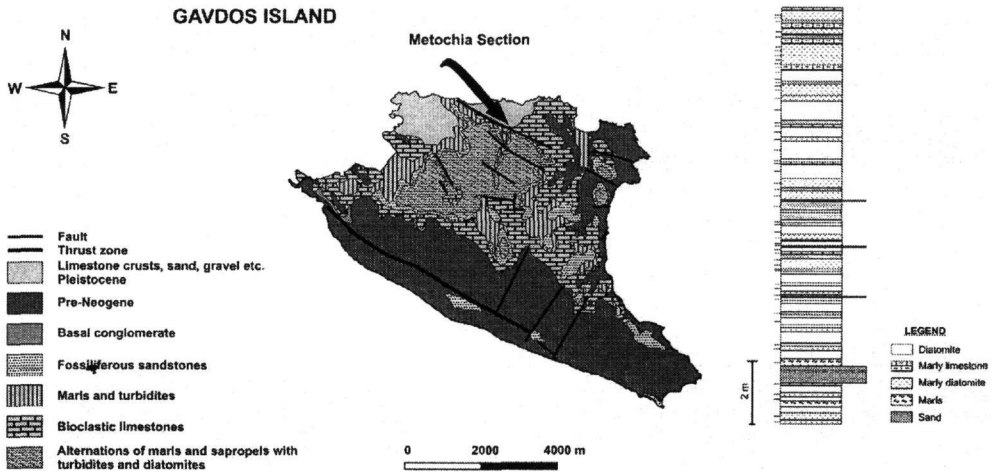 GAVDOS ISLAND
Metochia Section
N
W
E
S
Fault
Thrust zone
Limestone crusts, sand, gravel etc.
Pleistocene
Pre-Neogene
Basal conglomerate
Fossiliferous sandstones
Marls and turbidites
Bioclastic limestones
Alternations of marls and sapropels with
turbidites and diatomites
0
2000
4000 m
2 m
LEGEND
Diatomite
Marly limestone
Marly diatomite
Marls
Sand